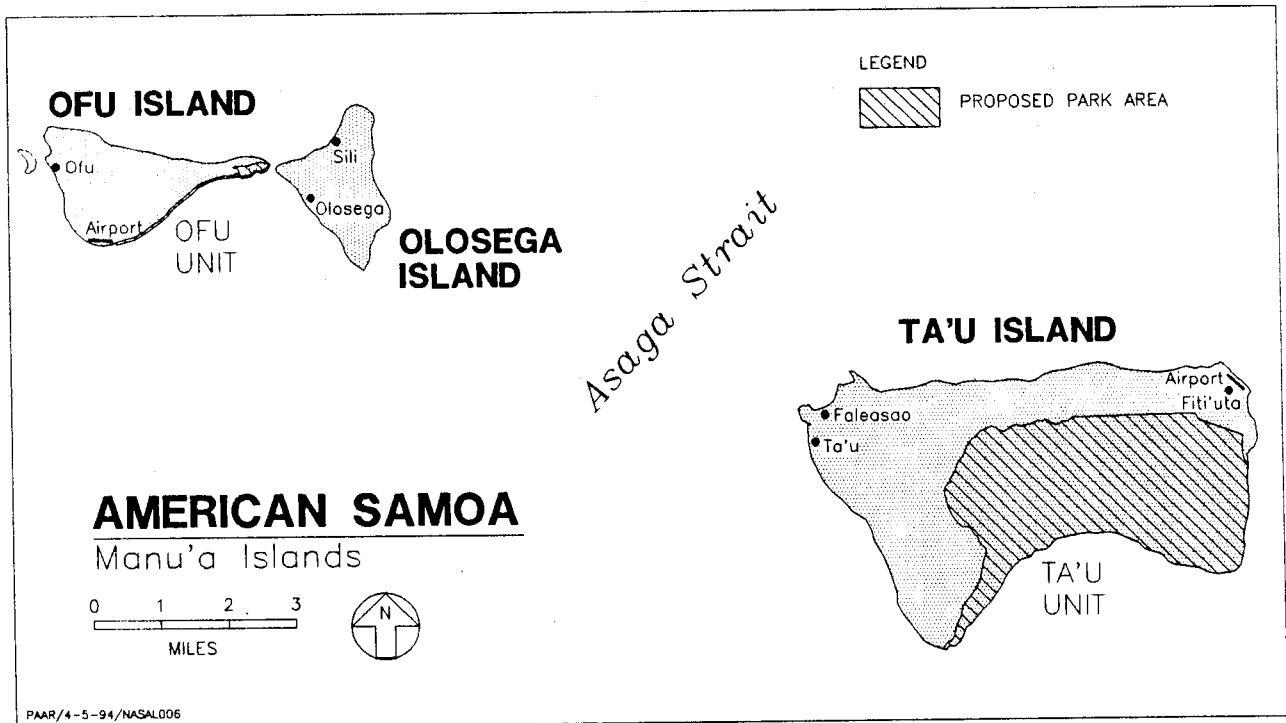 LEGEND
PROPOSED PARK AREA
OFU ISLAND
Ofu
Sili
Olosega
Airport
OFU
UNIT
OLOSEGA
ISLAND
Asaga Strait
TA'U ISLAND
Airport
Fiti'uta
Faleasao
Ta'u
AMERICAN SAMOA
Manu'a Islands
0 1 2 3
MILES
N
TA'U
UNIT
PAAR/4-5-94/NASAL006